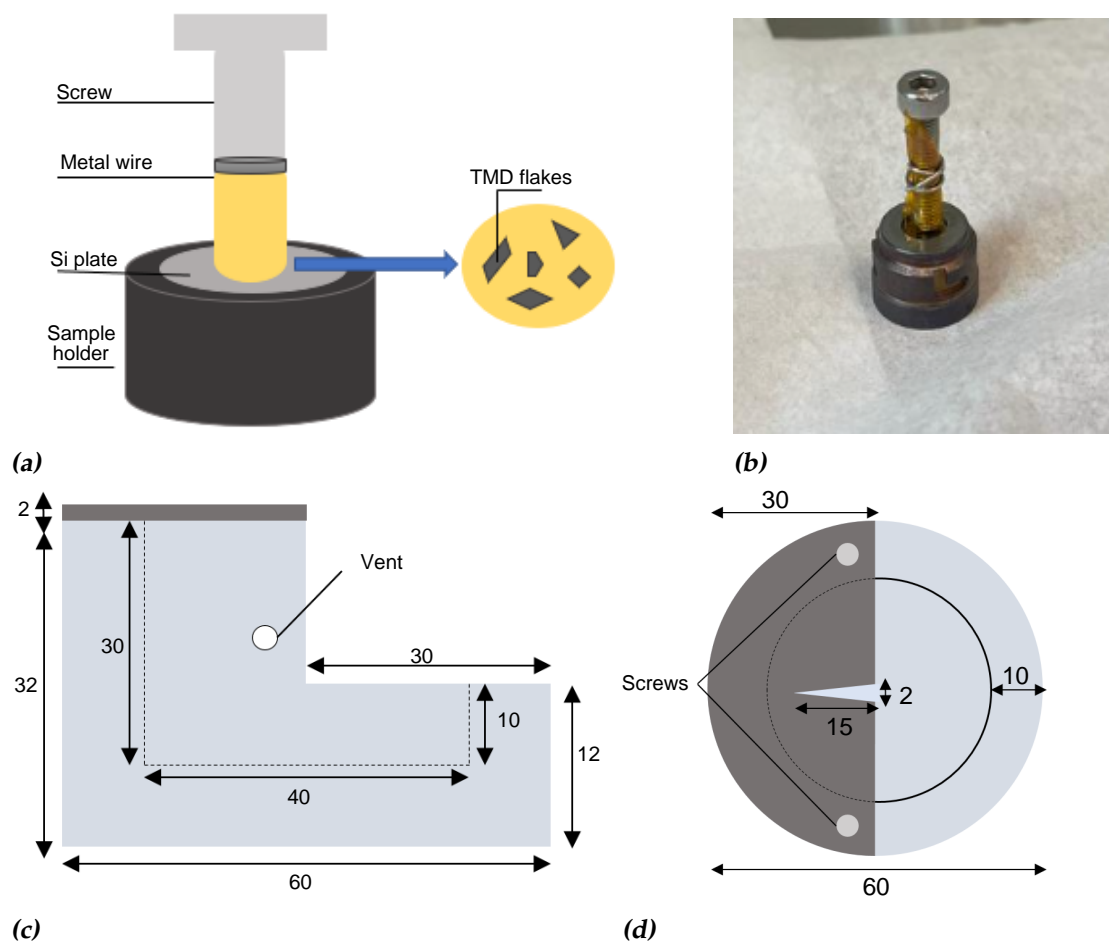 Screw
Metal wire
TMD flakes
Si plate
Sample
holder
(a)
(b)
2
Vent
30
30
32
10
12
40
60
(c)
30
Screws
2
10
15
60
(d)